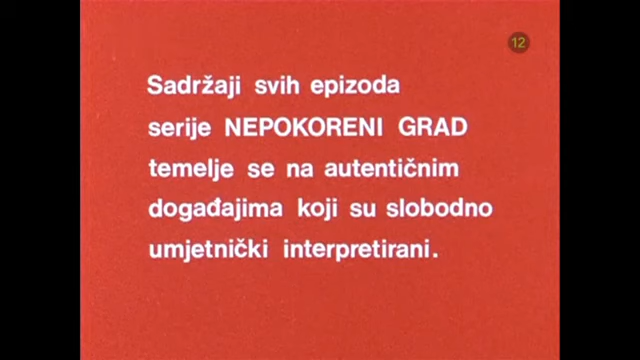 12
Sadržaji svih epizoda
serije NEPOKORENI GRAD
temelje se na autentičnim
događajima koji su slobodno
umjetnički interpretirani.